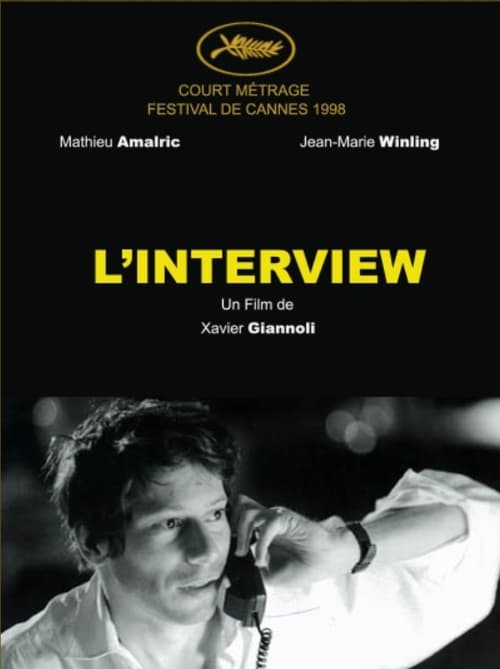 COURT MÉTRAGE
FESTIVAL DE CANNES 1998
Mathieu Amalric Jean-Marie Winling
L'INTERVIEW
Un Film de
Xavier Giannoli